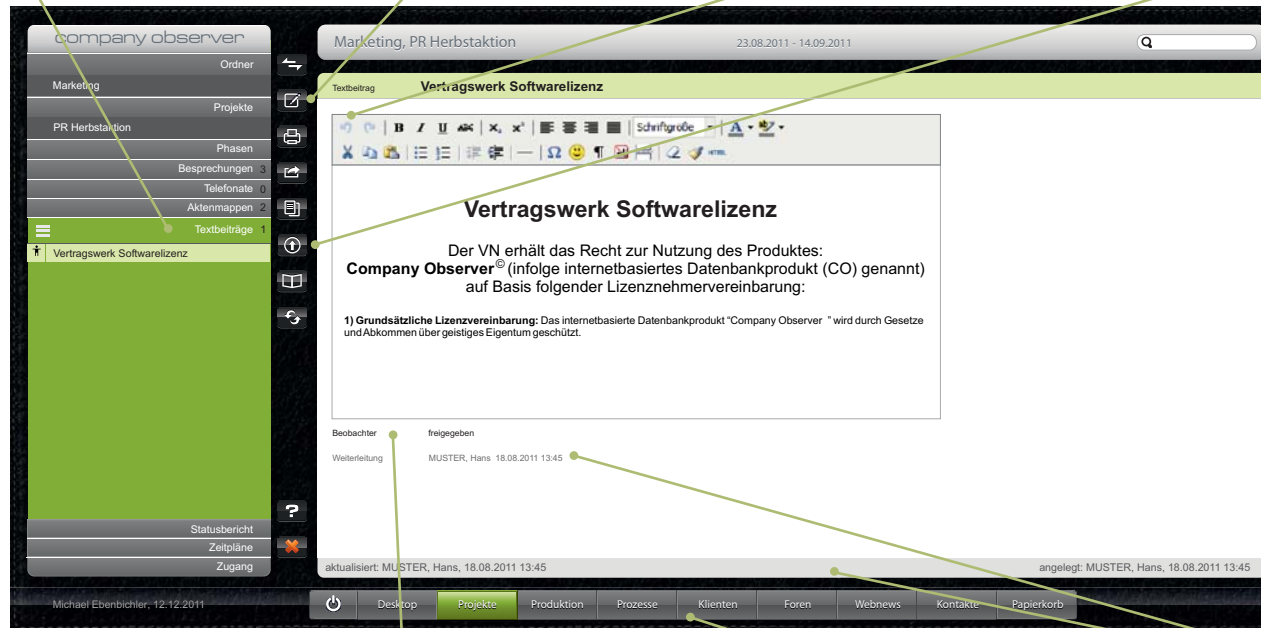 company observer
Ordner
Marketing
Projekte
PR Herbstaktion
Phasen
Besprechungen 3
Telefonate 0
Aktenmappen 2
Textbeiträge 1
Vertragswerk Softwarelizenz
Statusbericht
Zeitpläne
Zugang
Michael Ebenbichler, 12.12.2011
Marketing, PR Herbstaktion 23.08.2011 - 14.09.2011
Textbeitrag Vertragswerk Softwarelizenz
B I U ABC x, x² Schriftgröße A ab
Ω ¶ HTML
Vertragswerk Softwarelizenz
Der VN erhält das Recht zur Nutzung des Produktes:
Company Observer© (infolge internetbasiertes Datenbankprodukt (CO) genannt)
auf Basis folgender Lizenznehmervereinbarung:
1) Grundsätzliche Lizenzvereinbarung: Das internetbasierte Datenbankprodukt “Company Observer ” wird durch Gesetze
und Abkommen über geistiges Eigentum geschützt.
Beobachter freigegeben
Weiterleitung MUSTER, Hans 18.08.2011 13:45
?
aktualisiert: MUSTER, Hans, 18.08.2011 13:45 angelegt: MUSTER, Hans, 18.08.2011 13:45
Desktop Projekte Produktion Prozesse Klienten Foren Webnews Kontakte Papierkorb